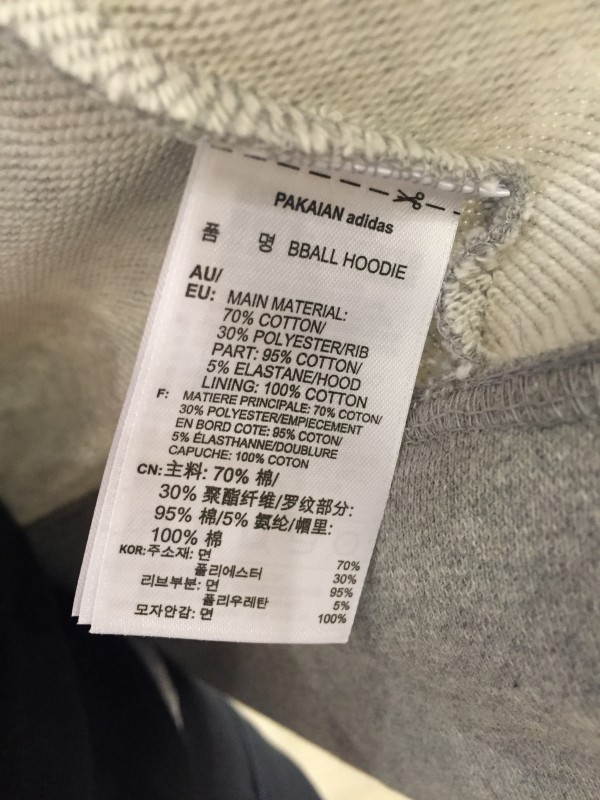 PAKAIAN adidas
품 명 BBALL HOODIE
AU/
EU: MAIN MATERIAL:
70% COTTON/
30% POLYESTER/RIB
PART: 95% COTTON/
5% ELASTANE/HOOD
LINING: 100% COTTON
F: MATIERE PRINCIPALE: 70% COTON/
30% POLYESTER/EMPIECEMENT
EN BORD COTE: 95% COTON/
5% ÉLASTHANNE/DOUBLURE
CAPUCHE: 100% COTON
CN: 主料: 70% 棉/
30% 聚酯纤维/罗纹部分:
95% 棉/5% 氨纶/帽里:
100% 棉
KOR: 주소재: 면 70%
폴리에스터 30%
리브부분: 면 95%
폴리우레탄 5%
모자안감: 면 100%